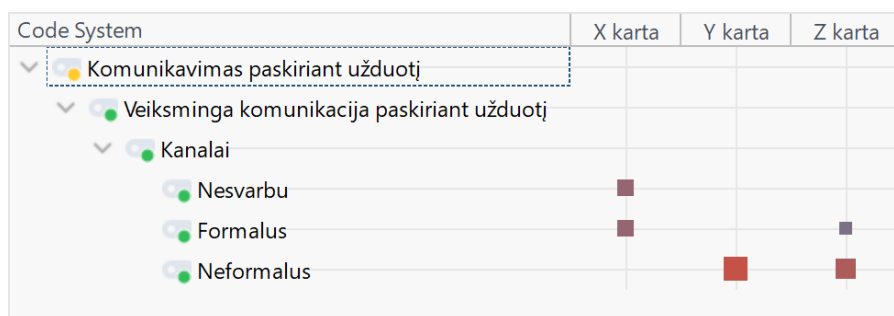 Code System X karta Y karta Z karta
Komunikavimas paskiriant užduotį
Veiksminga komunikacija paskiriant užduotį
Kanalai
Nesvarbu
Formalus
Neformalus